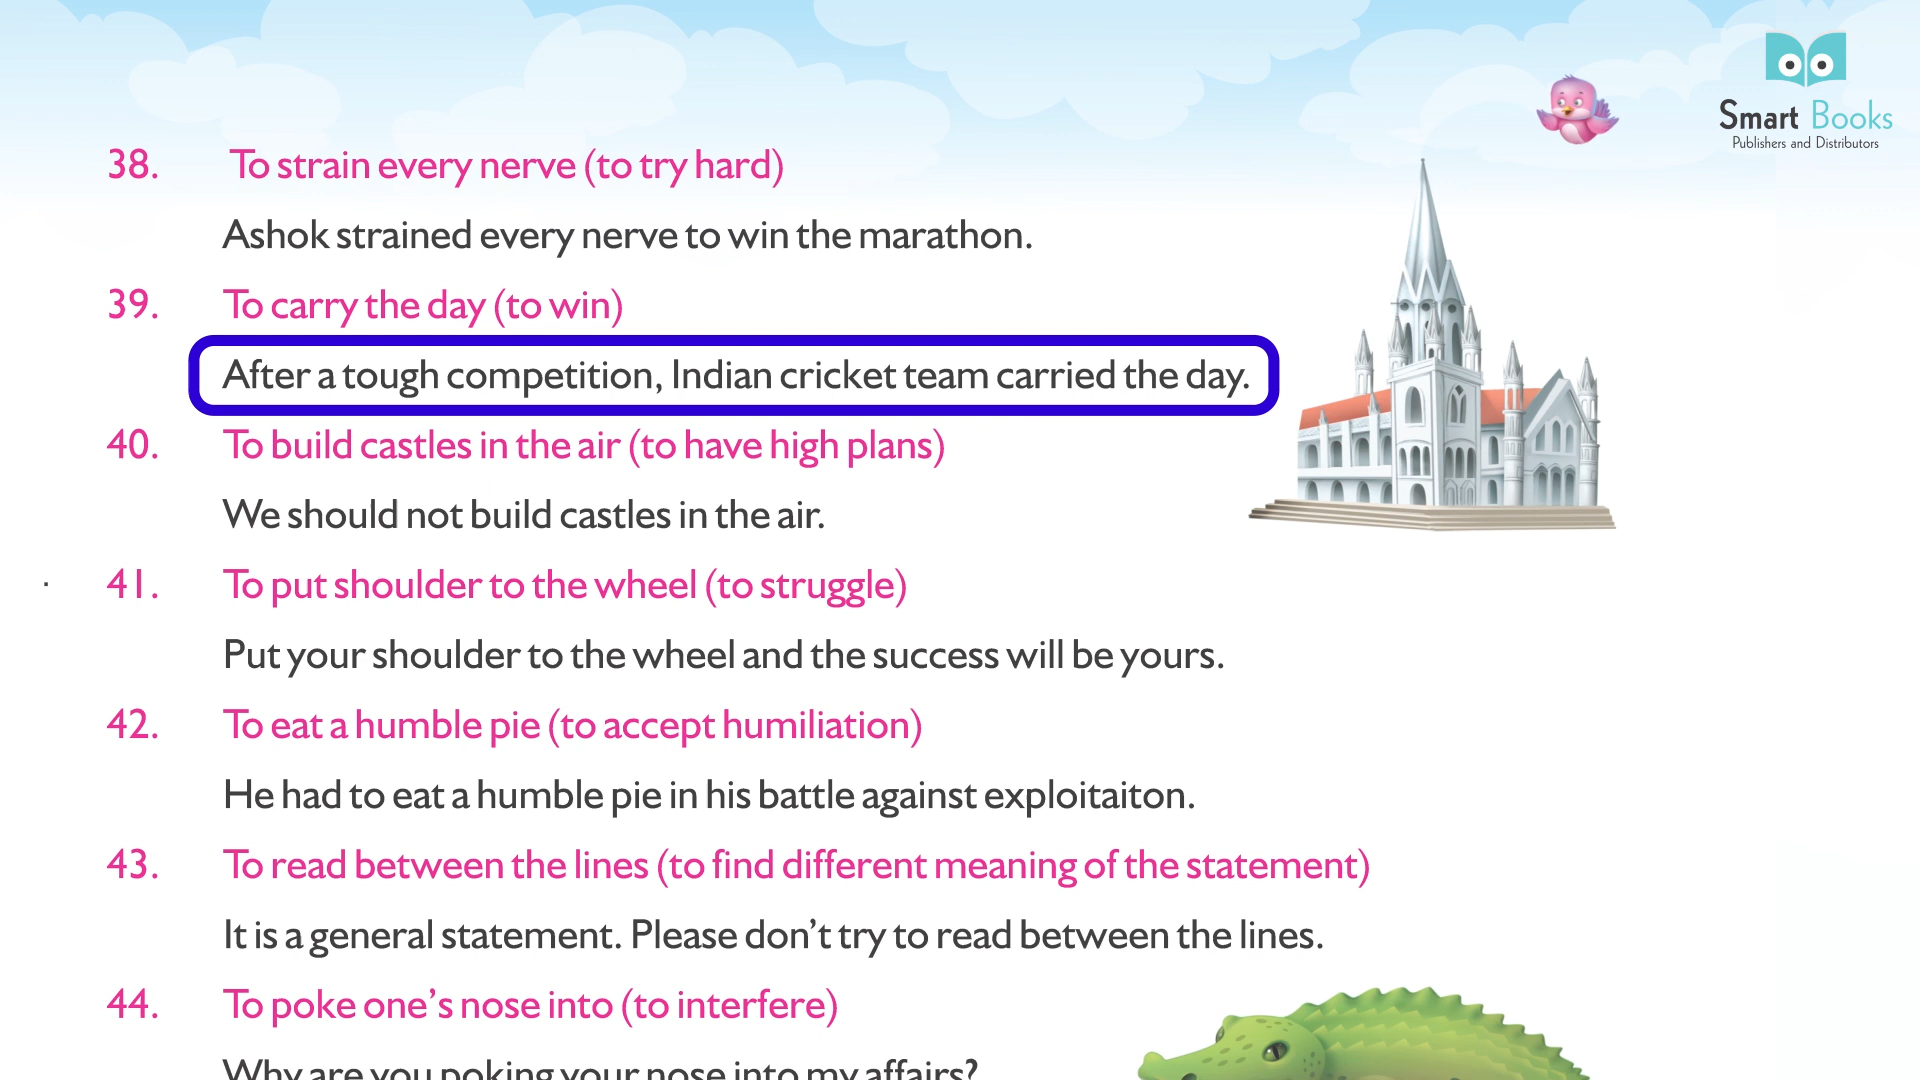 Smart Books
Publishers and Distributors
38. To strain every nerve (to try hard)
Ashok strained every nerve to win the marathon.
39. To carry the day (to win)
After a tough competition, Indian cricket team carried the day.
40. To build castles in the air (to have high plans)
We should not build castles in the air.
41. To put shoulder to the wheel (to struggle)
Put your shoulder to the wheel and the success will be yours.
42. To eat a humble pie (to accept humiliation)
He had to eat a humble pie in his battle against exploitaiton.
43. To read between the lines (to find different meaning of the statement)
It is a general statement. Please don’t try to read between the lines.
44. To poke one’s nose into (to interfere)
Why are you poking your nose into my affairs?